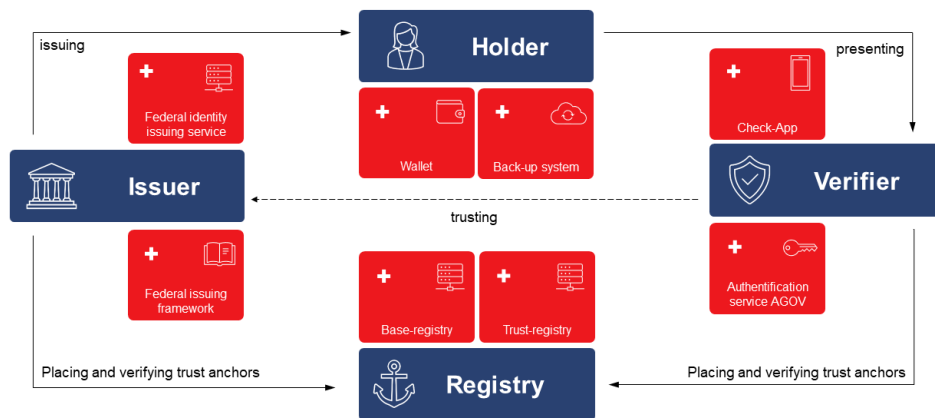 issuing
Holder
presenting
Federal identity
issuing service
Wallet
Back-up system
Check-App
Issuer
Verifier
trusting
Federal issuing
framework
Base-registry
Trust-registry
Authentification
service AGOV
Placing and verifying trust anchors
Registry
Placing and verifying trust anchors